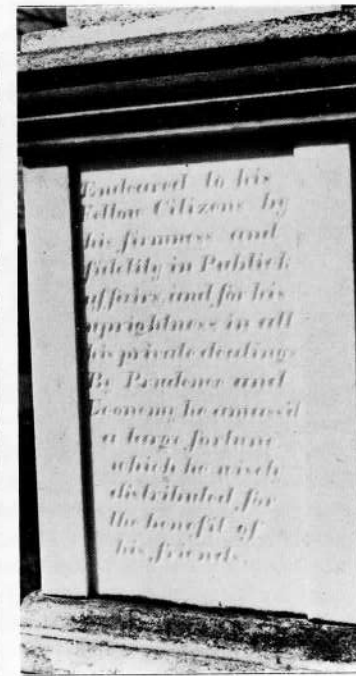 Endeared to his
Fellow Citizens by
his firmness and
fidelity in Publick
affairs, and for his
uprightness in all
his private dealings
By Prudence and
Economy he amass'd
a large fortune
which he wisely
distributed for
the benefit of
his friends.